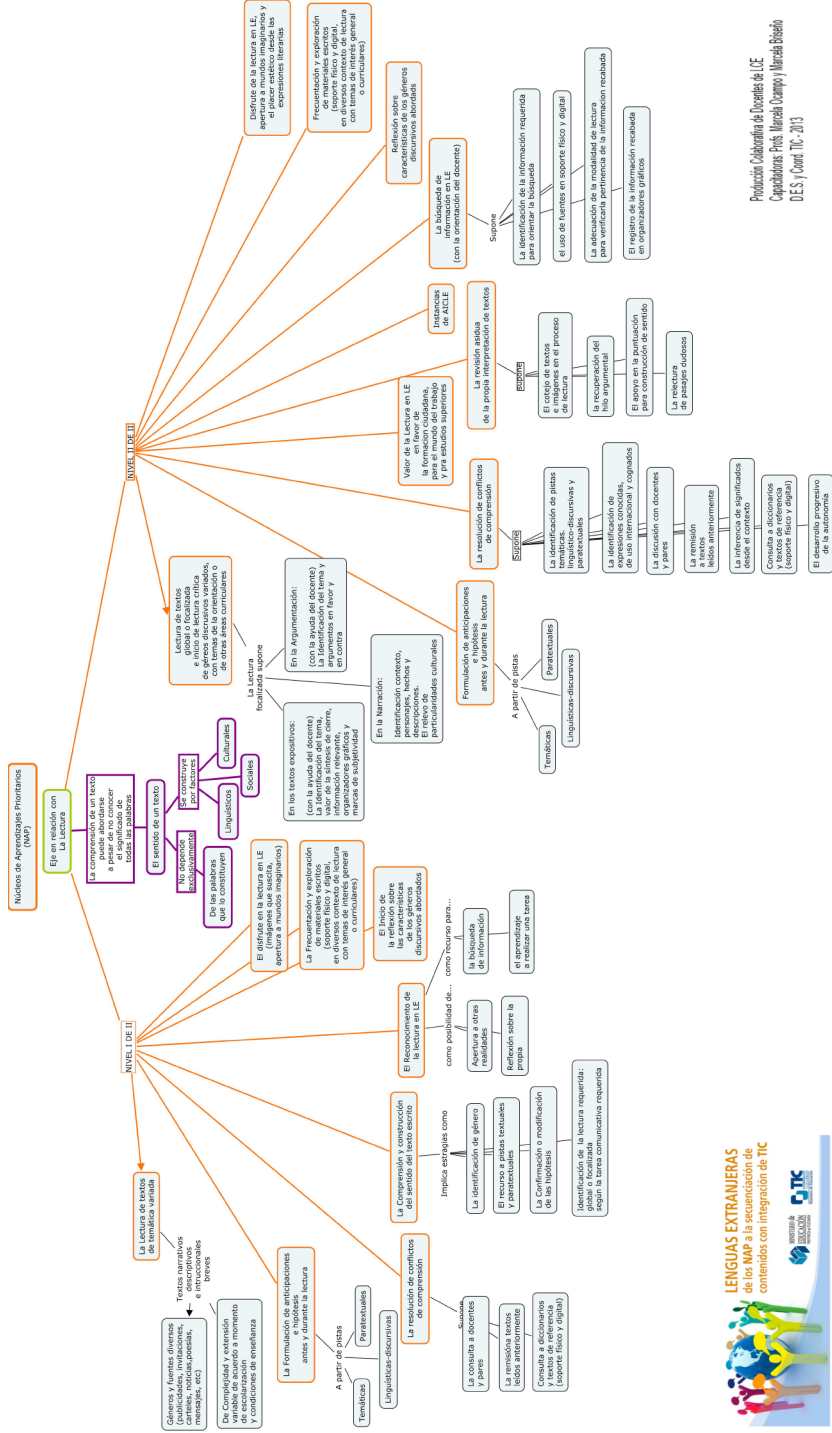 Núcleos de Aprendizajes Prioritarios
(NAP)
Eje en relación con
La Lectura
La comprensión de un texto
puede abordarse
a pesar de no conocer
el significado de
todas las palabras
El sentido de un texto
No depende
exclusivamente
De las palabras
que lo constituyen
Se construye
por factores
Linguísticos
Sociales
Culturales
NIVEL I DE II
La Lectura de textos
de temática variada
Textos narrativos
descriptivos
e intruccionales
breves
Géneros y fuentes diversos
(publicidades, invitaciones,
carteles, noticias,poesías,
mensajes, etc)
De Complejidad y extensión
variable de acuerdo a momento
de escolarización
y condiciones de enseñanza
La Formulación de anticipaciones
e hipótesis
antes y durante la lectura
A partir de pistas
Temáticas
Linguísticas-discursivas
Paratextuales
La resolución de conflictos
de comprensión
Supone
La consulta a docentes
y pares
La remisióna textos
leídos anteriormente
Consulta a diccionarios
y textos de referencia
(soporte físico y digital)
La Comprensión y construcción
del sentido del texto escrito
Implica estragias como
La identificación de género
El recurso a pistas textuales
y paratextuales
La Confirmación o modificación
de las hipótesis
Identificación de la lectura requerida:
global o focalizada
según la tarea comunicativa requerida
El Reconocimiento de
la lectura en LE
como posibilidad de...
Apertura a otras
realidades
Reflexión sobre la
propia
como recurso para...
la búsqueda
de información
el aprendizaje
a realizar una tarea
El disfrute en la lectura en LE
(imágenes que suscita,
apertura a mundos imaginarios)
La Frecuentación y exploración
de materiales escritos
(soporte físico y digital,
en diversos contexto de lectura
con temas de interés general
o curriculares)
El Inicio de
la reflexión sobre
las características
de los géneros
discursivos abordados
NIVEL II DE II
Lectura de textos
global o focalizada
e inicio de lectura crítica
de géreos discrusivos variados,
con temas de la orientación o
de otras áreas curriculares
La Lectura
focalizada supone
En los textos expositivos:
(con la ayuda del docente)
La Identificación del tema,
valor de la síntesis de cierre,
información relevante,
organizadores gráficos y
marcas de subjetividad
En la Narración:
Identificación contexto,
personajes, hechos y
descripciones.
El relevo de
particularidades culturales
En la Argumentación:
(con la ayuda del docente)
La Identificación del tema y
argumentos en favor y
en contra
Formulación de anticipaciones
e hipótesis
antes y durante la lectura
A partir de pistas
Temáticas
Linguísticas-discursivas
Paratextuales
La resolución de conflictos
de comprensión
Supone
La identificación de pistas
temáticas.
linguístico-discursivas y
paratextuales
La identificación de
expresiones conocidas,
de uso internacional y cognados
La discusión con docentes
y pares
La remisión
a textos
leídos anteriormente
La inferencia de significados
desde el contexto
Consulta a diccionarios
y textos de referencia
(soporte físico y digital)
El desarrollo progresivo
de la autonomía
Valor de la Lectura en LE
en favor de
la formacion ciudadana,
para el mundo del trabajo
y pra estudios superiores
La revisión asidua
de la propia interpretación de textos
Supone
El cotejo de textos
e imágenes en el proceso
de lectura
la recuperación del
hilo argumental
El apoyo en la puntuación
para construcción de sentido
La relectura
de pasajes dudosos
Instancias
de AICLE
La búsqueda de
información en LE
(con la orientación del docente)
Supone
La identificación de la información requerida
para orientar la búsqueda
el uso de fuentes en soporte físico y digital
La adecuación de la modalidad de lectura
para verificarla pertinencia de la informacion recabada
El registro de la información recabada
en organizadores gráficos
Reflexión sobre
características de los géneros
discursivos abordads
Frecuentación y exploración
de materiales escritos
(soporte físico y digital,
en diversos contexto de lectura
con temas de interés general
o curriculares)
Disfrute de la lectura en LE,
apertura a mundos imaginarios y
el placer estético desde las
expresiones literarias
LENGUAS EXTRANJERAS
de los NAP a la secuenciación de
contenidos con integración de TIC
MINISTERIO de
EDUCACIÓN
TIC
Producción Colaborativa de Docentes de LCE
Capacitadoras: Profs. Marcela Ocampo y Marcela Briseño
D.E.S. y Coord. TIC - 2013